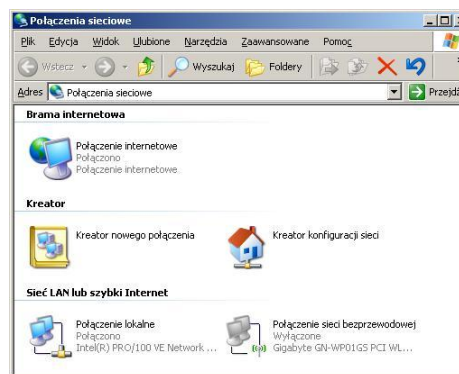 Połączenia sieciowe
Plik Edycja Widok Ulubione Narzędzia Zaawansowane Pomoc
Wstecz Wyszukaj Foldery
Adres Połączenia sieciowe Przejdź
Brama internetowa
Połączenie internetowe
Połączono
Połączenie internetowe
Kreator
Kreator nowego połączenia Kreator konfiguracji sieci
Sieć LAN lub szybki Internet
Połączenie lokalne Połączenie sieci bezprzewodowej
Połączono Wyłączone
Intel(R) PRO/100 VE Network ... Gigabyte GN-WP01GS PCI WL...